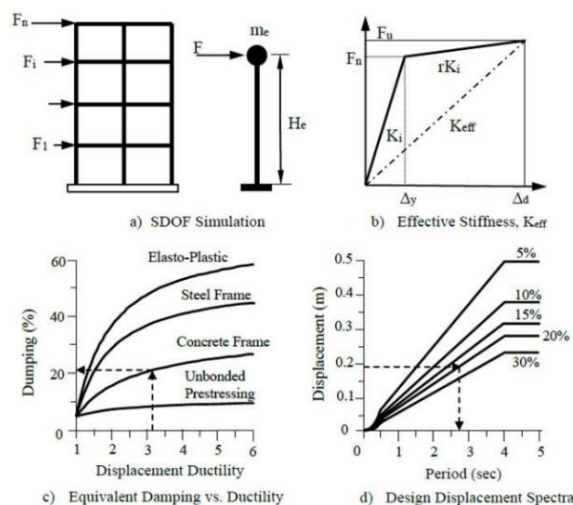 Fn
Fi
F1
F
me
He
a) SDOF Simulation
Fu
Fn
rKi
Ki
Keff
Δy
Δd
b) Effective Stiffness, Keff
60
40
20
0
Dumping (%)
Elasto-Plastic
Steel Frame
Concrete Frame
Unbonded
Prestressing
1 2 3 4 5 6
Displacement Ductility
c) Equivalent Damping vs. Ductility
0.5
0.4
0.3
0.2
0.1
0
Displacement (m)
5%
10%
15%
20%
30%
0 1 2 3 4 5
Period (sec)
d) Design Displacement Spectra